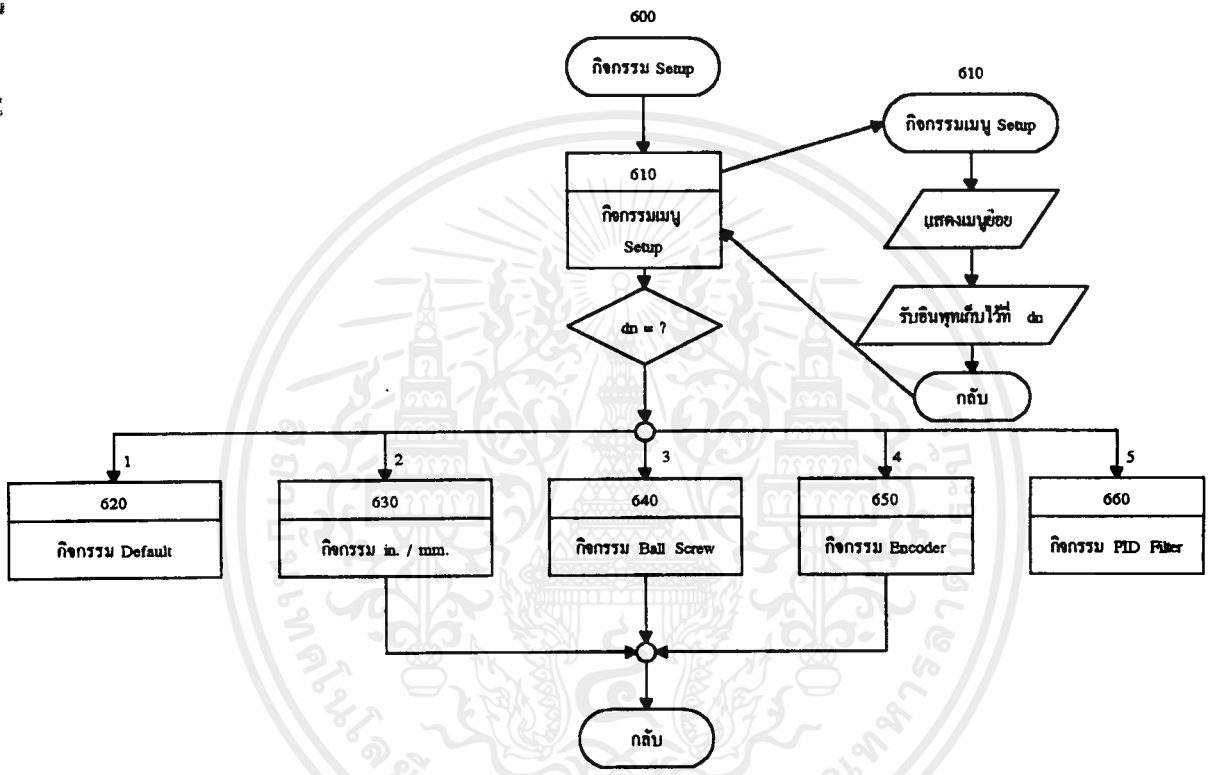 600
กิจกรรม Setup
610
กิจกรรมเมนู Setup
610
กิจกรรมเมนู
Setup
แสดงเมนูย่อย
รับอินพุทเก็บไว้ที่ dn
dn = ?
กลับ
1
2
3
4
5
620
630
640
650
660
กิจกรรม Default
กิจกรรม in. / mm.
กิจกรรม Ball Screw
กิจกรรม Encoder
กิจกรรม PID Filter
กลับ